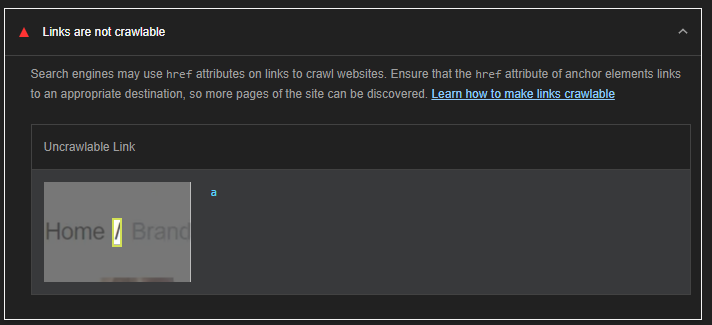 Links are not crawlable
Search engines may use href attributes on links to crawl websites. Ensure that the href attribute of anchor elements links
to an appropriate destination, so more pages of the site can be discovered. Learn how to make links crawlable
Uncrawlable Link
Home / Brand
a